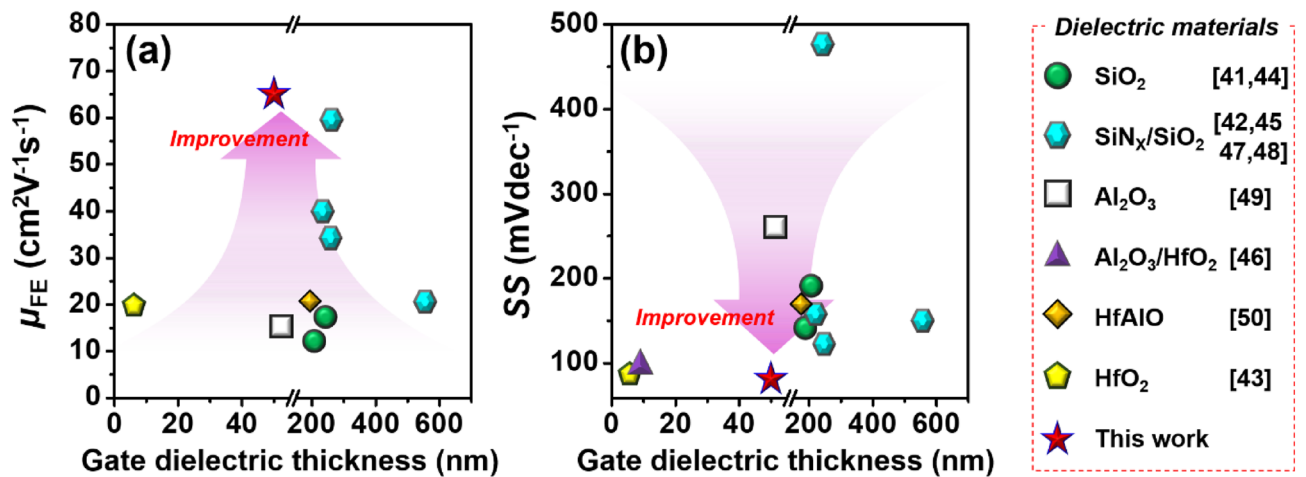 (a)
μFE (cm²V⁻¹s⁻¹)
80
70
60
50
40
30
20
10
0
Improvement
0 20 40 200 400 600
Gate dielectric thickness (nm)
(b)
SS (mVdec⁻¹)
500
400
300
200
100
Improvement
0 20 40 200 400 600
Gate dielectric thickness (nm)
Dielectric materials
SiO₂ [41,44]
SiNX/SiO₂ [42,45
47,48]
Al₂O₃ [49]
Al₂O₃/HfO₂ [46]
HfAlO [50]
HfO₂ [43]
This work